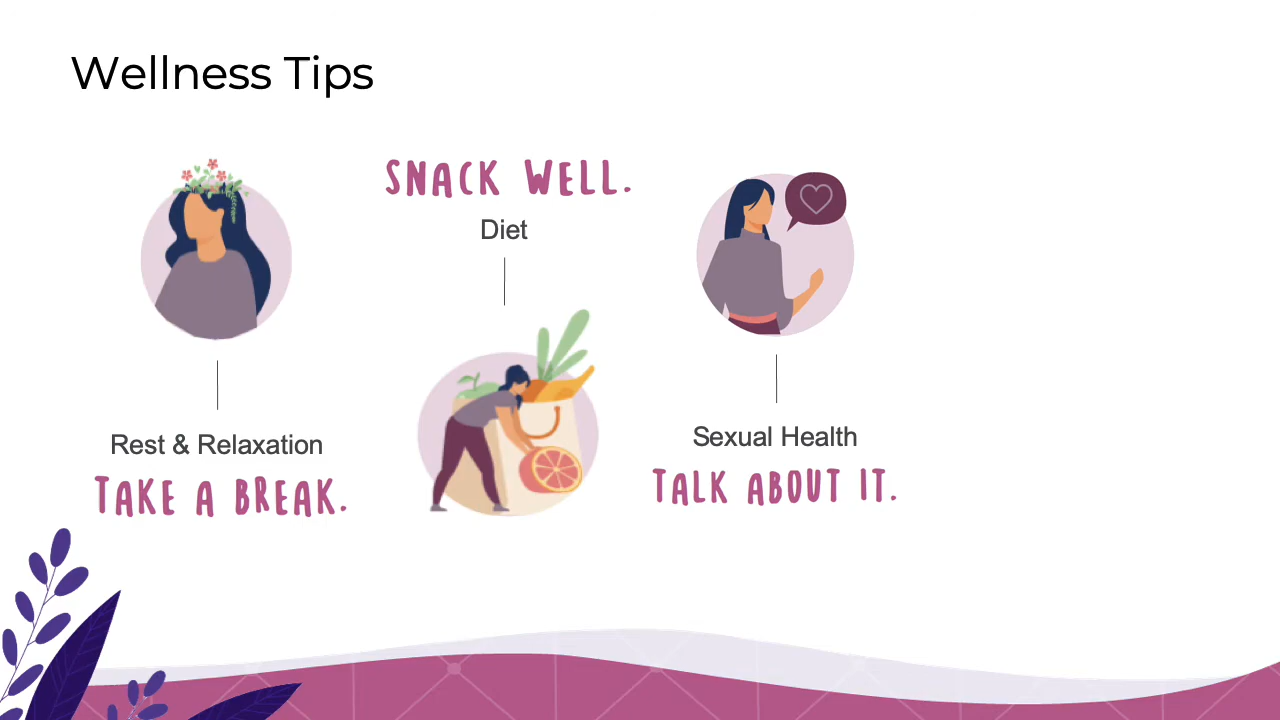 Wellness Tips
Rest & Relaxation
TAKE A BREAK.
SNACK WELL.
Diet
Sexual Health
TALK ABOUT IT.